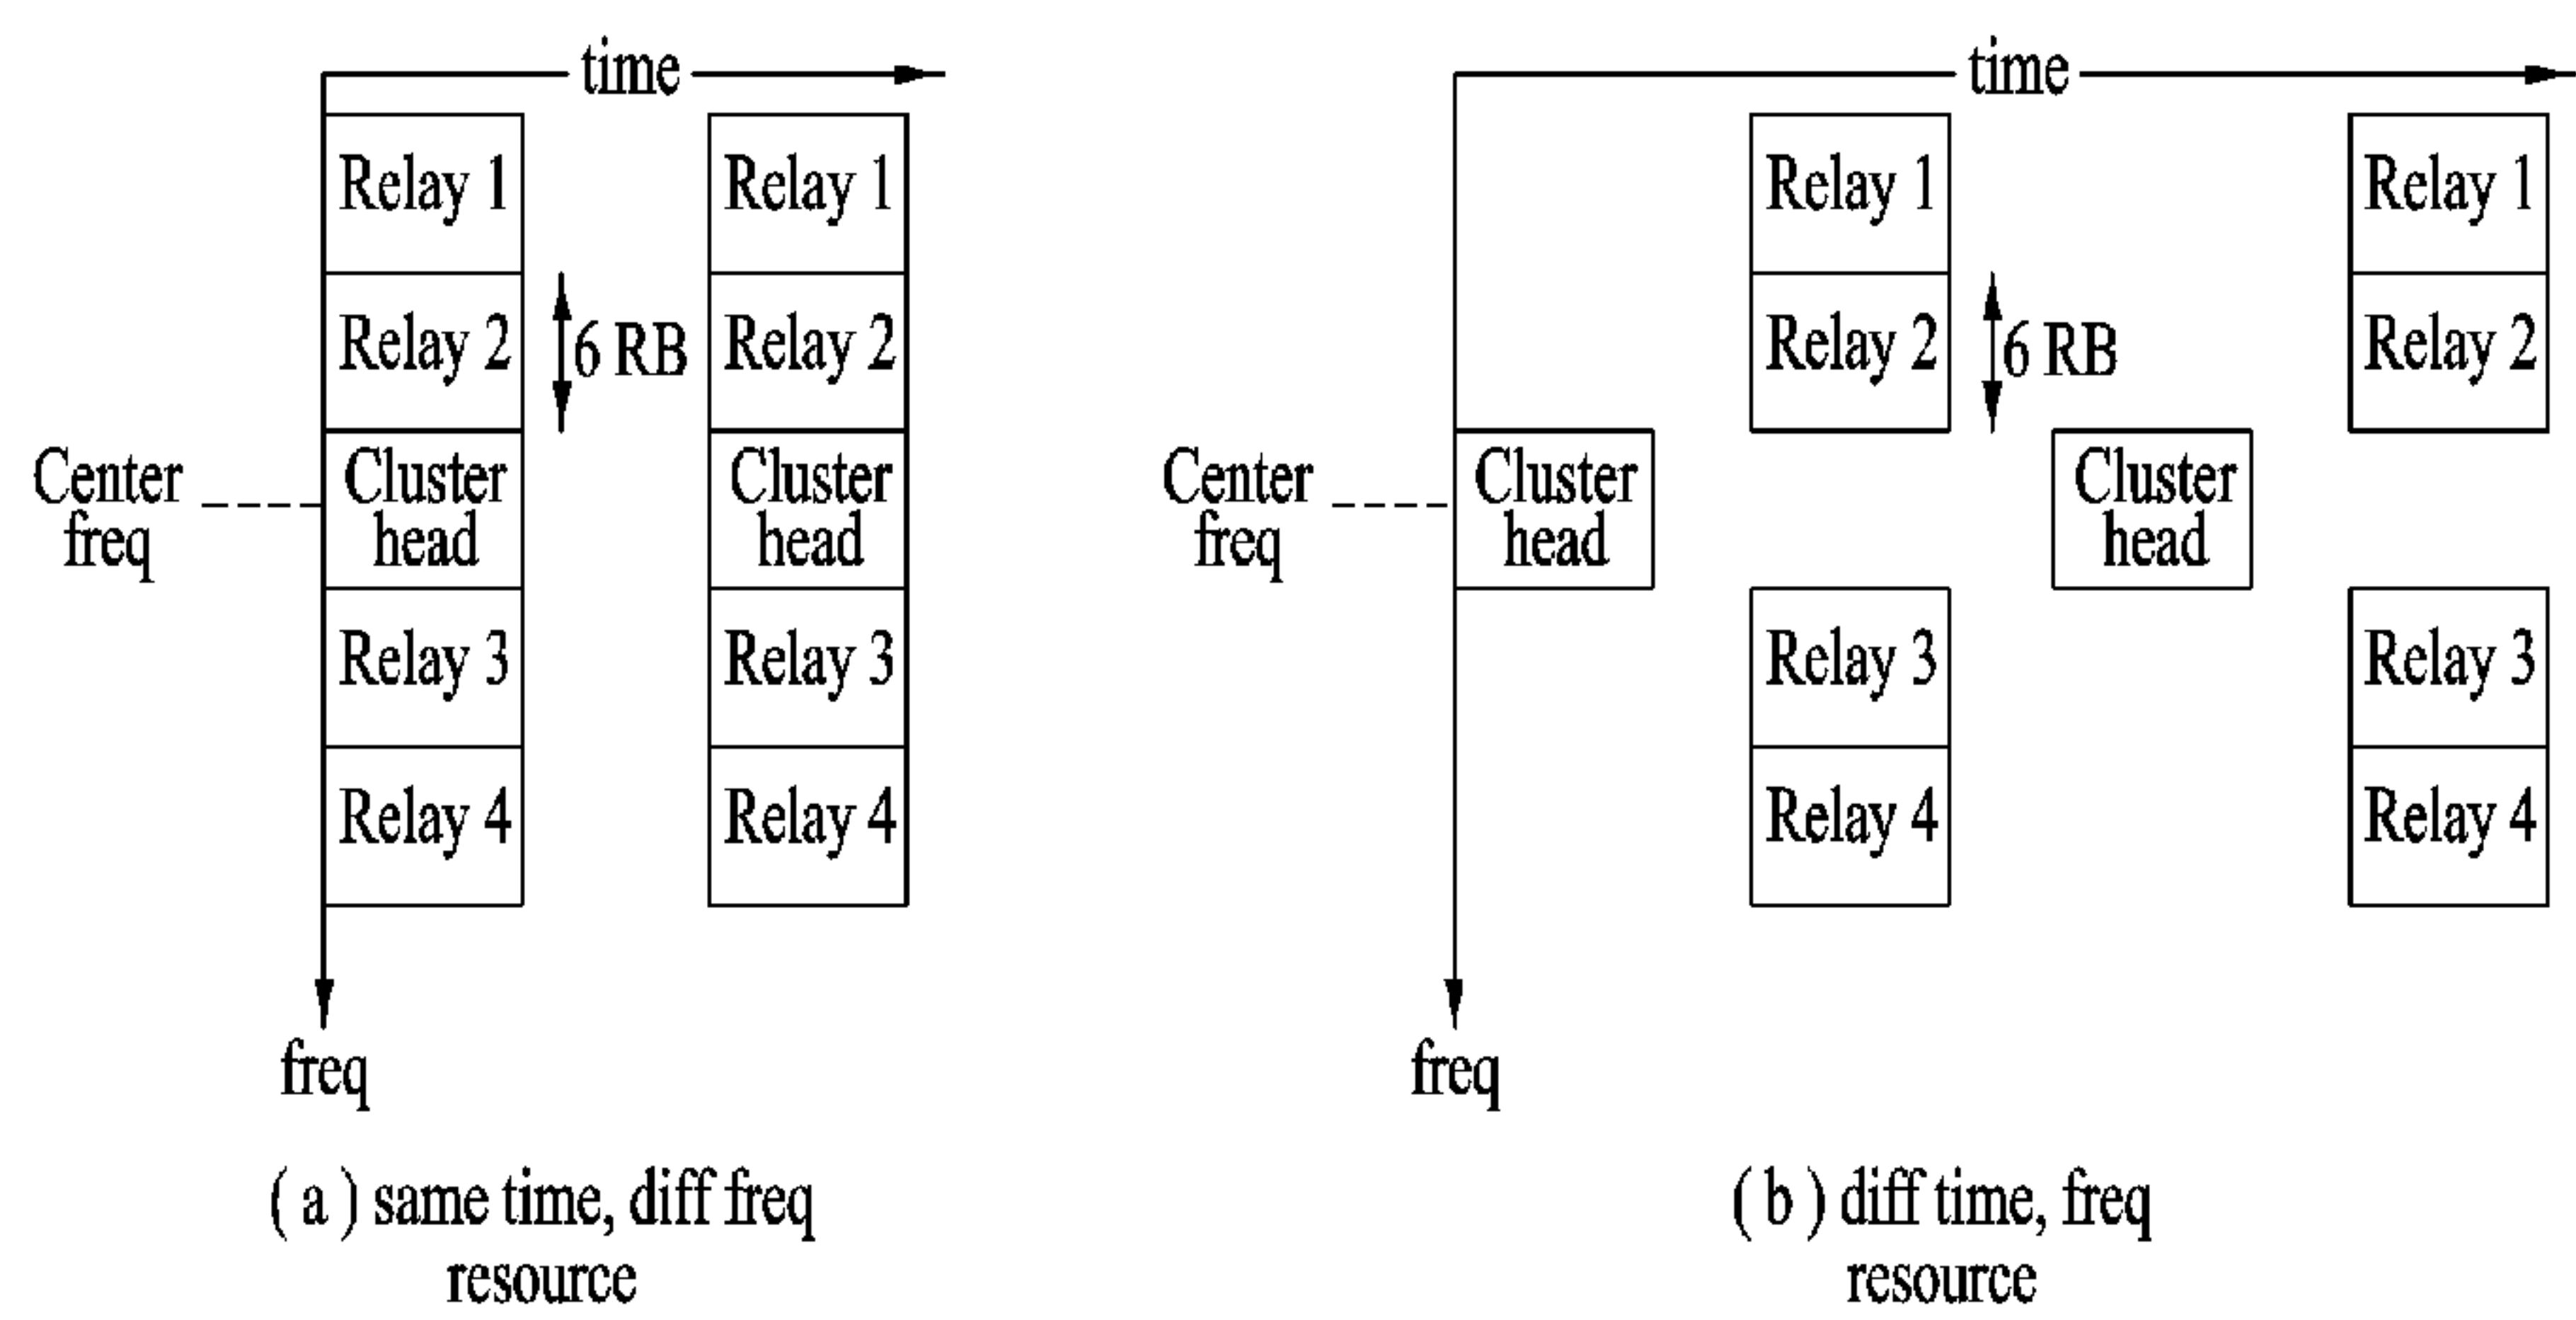 time
Relay 1
Relay 1
Relay 2
6 RB
Relay 2
Center
freq
Cluster
head
Cluster
head
Relay 3
Relay 3
Relay 4
Relay 4
freq
( a ) same time, diff freq
resource
time
Relay 1
Relay 1
Relay 2
6 RB
Relay 2
Center
freq
Cluster
head
Cluster
head
Relay 3
Relay 3
Relay 4
Relay 4
freq
( b ) diff time, freq
resource